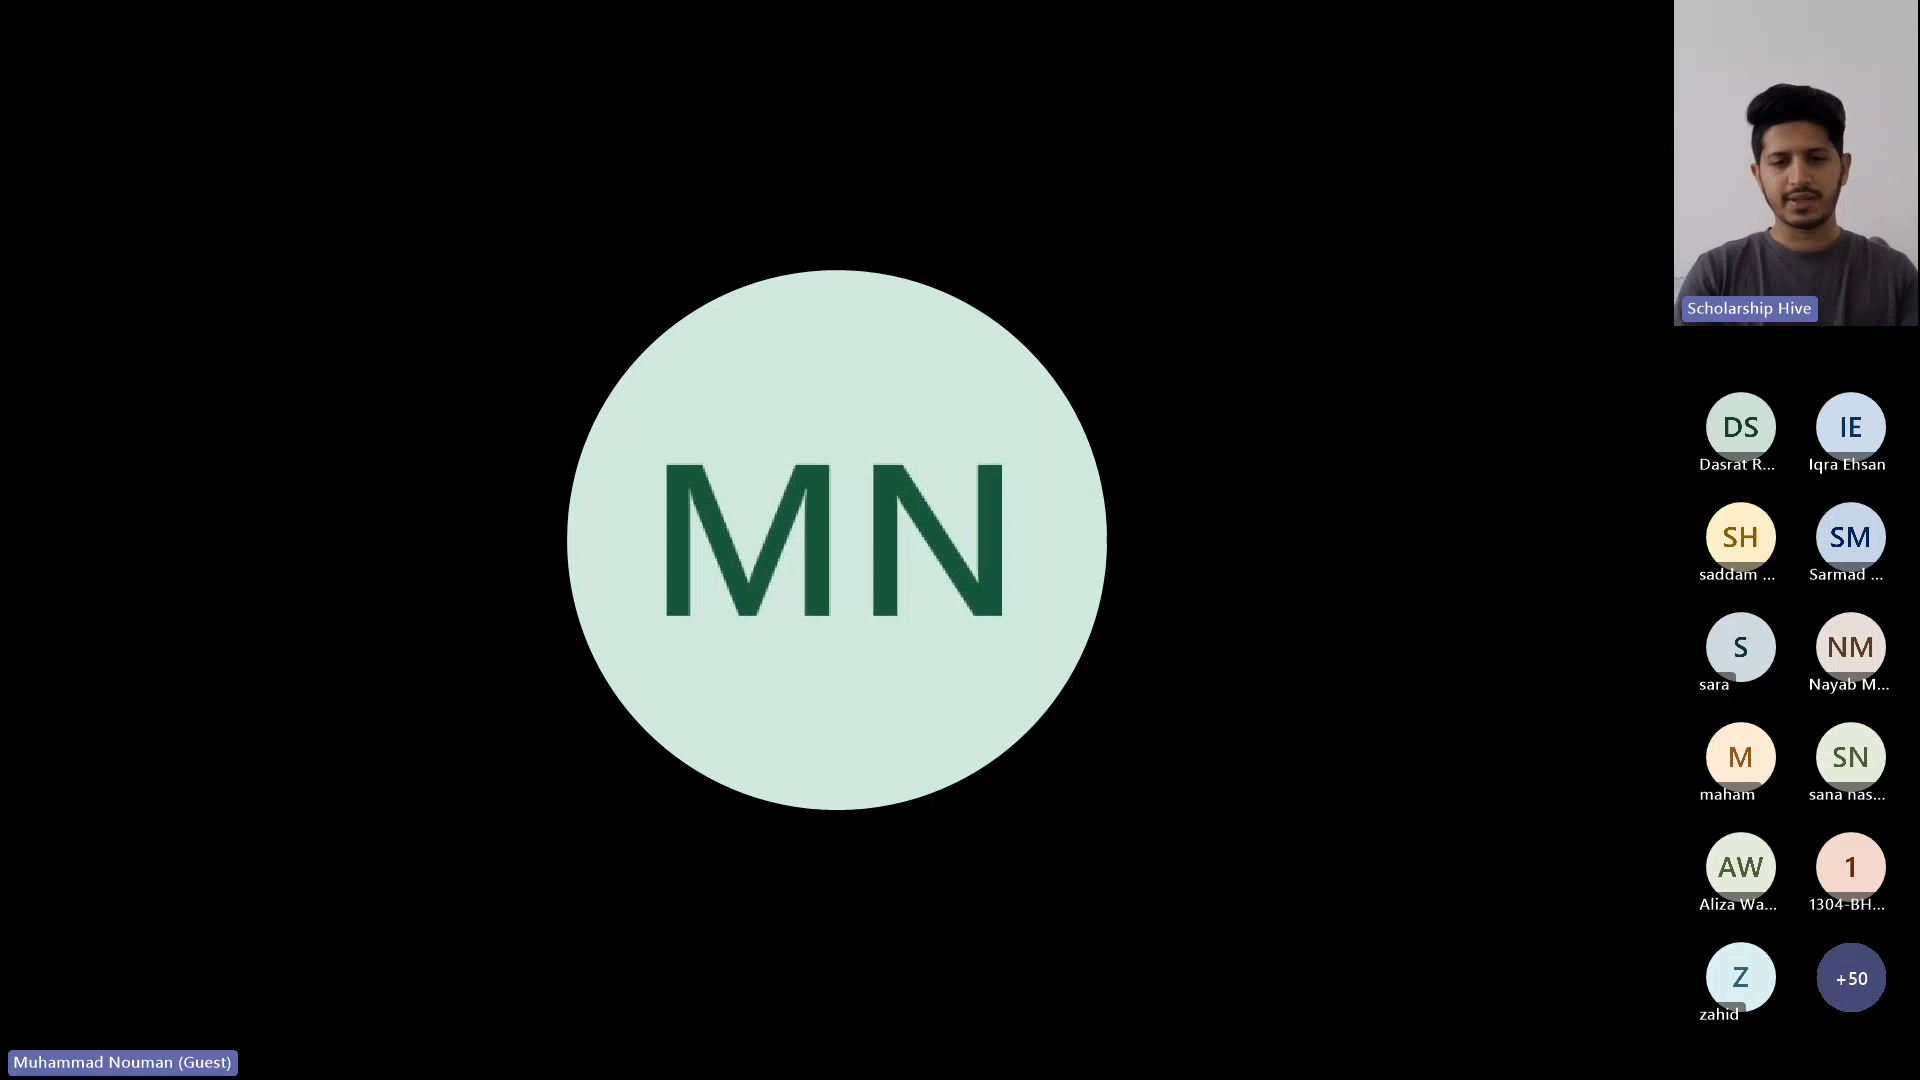 MN
Muhammad Nouman (Guest)
Scholarship Hive
DS
Dasrat R...
IE
Iqra Ehsan
SH
saddam ...
SM
Sarmad ...
S
sara
NM
Nayab M...
M
maham
SN
sana nas...
AW
Aliza Wa...
1
1304-BH...
Z
zahid
+50